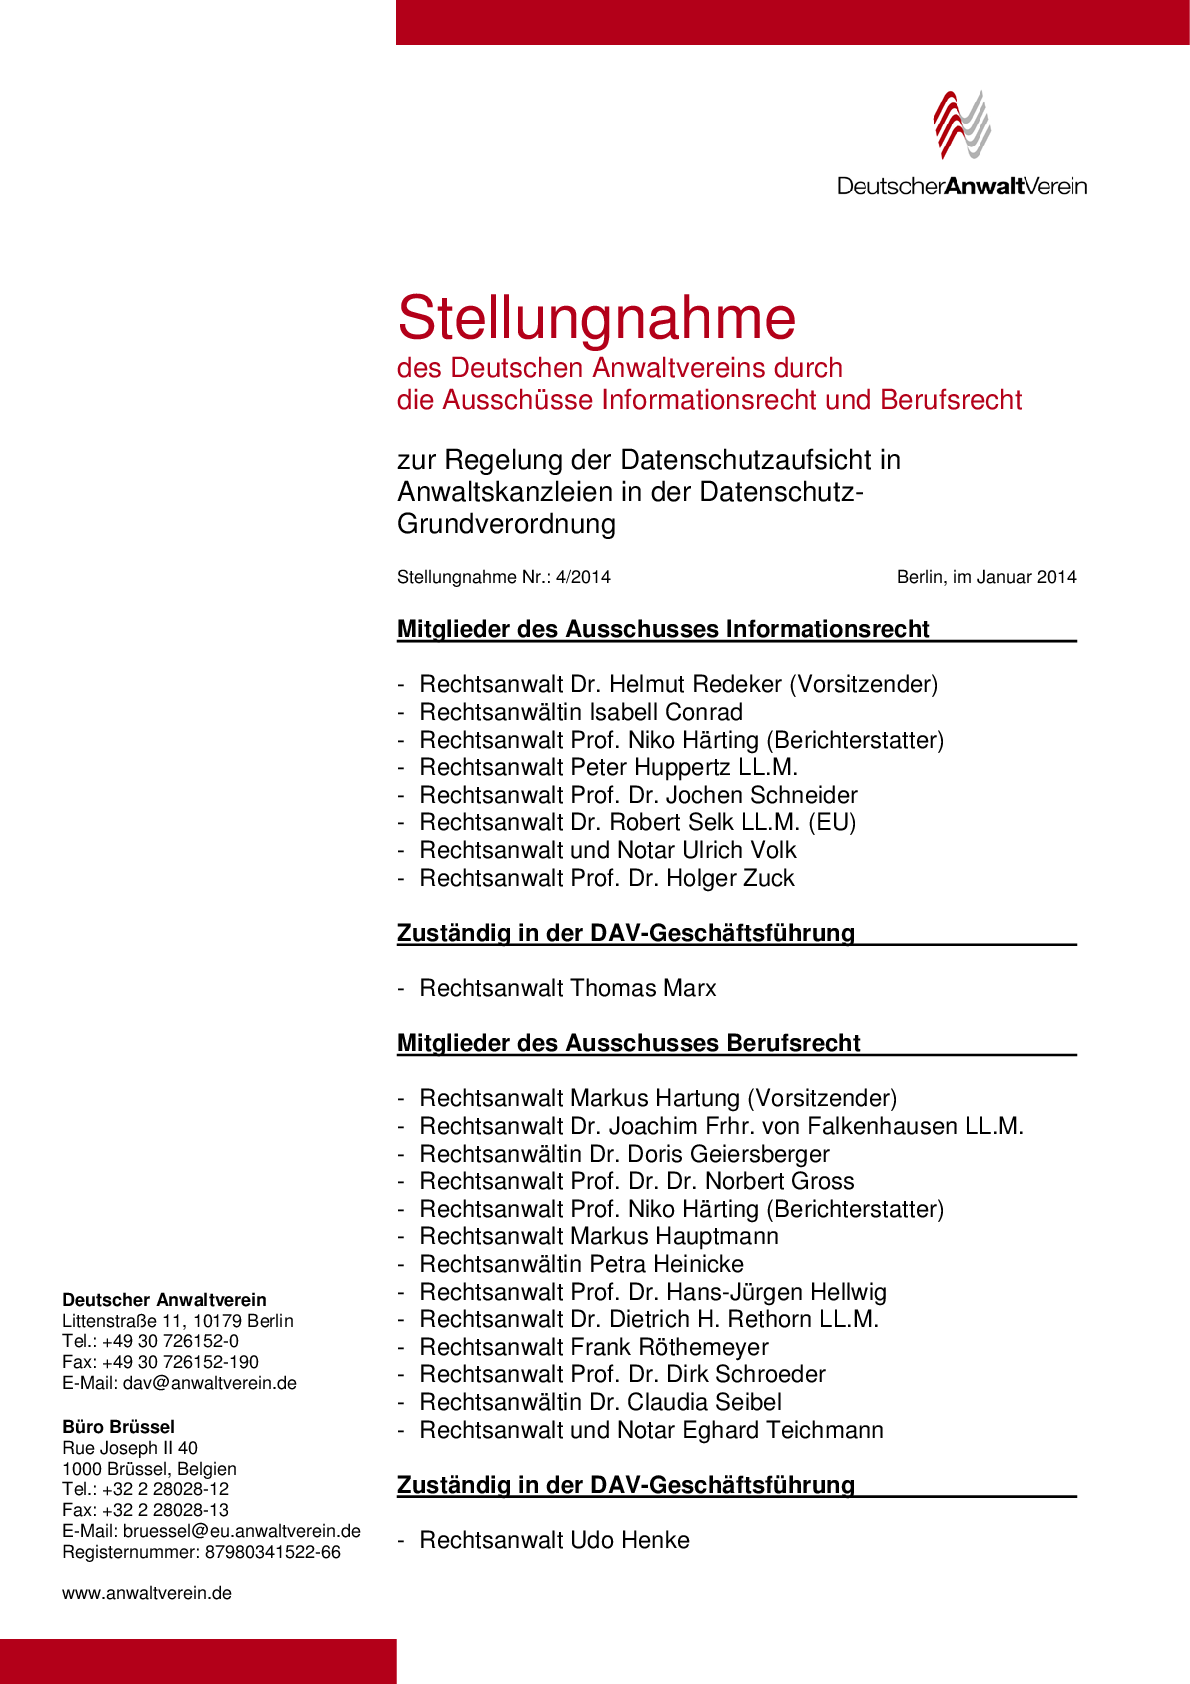 DeutscherAnwaltVerein
Stellungnahme
des Deutschen Anwaltvereins durch
die Ausschüsse Informationsrecht und Berufsrecht
zur Regelung der Datenschutzaufsicht in
Anwaltskanzleien in der Datenschutz-
Grundverordnung
Stellungnahme Nr.: 4/2014 Berlin, im Januar 2014
Mitglieder des Ausschusses Informationsrecht
- Rechtsanwalt Dr. Helmut Redeker (Vorsitzender)
- Rechtsanwältin Isabell Conrad
- Rechtsanwalt Prof. Niko Härting (Berichterstatter)
- Rechtsanwalt Peter Huppertz LL.M.
- Rechtsanwalt Prof. Dr. Jochen Schneider
- Rechtsanwalt Dr. Robert Selk LL.M. (EU)
- Rechtsanwalt und Notar Ulrich Volk
- Rechtsanwalt Prof. Dr. Holger Zuck
Zuständig in der DAV-Geschäftsführung
- Rechtsanwalt Thomas Marx
Mitglieder des Ausschusses Berufsrecht
- Rechtsanwalt Markus Hartung (Vorsitzender)
- Rechtsanwalt Dr. Joachim Frhr. von Falkenhausen LL.M.
- Rechtsanwältin Dr. Doris Geiersberger
- Rechtsanwalt Prof. Dr. Dr. Norbert Gross
- Rechtsanwalt Prof. Niko Härting (Berichterstatter)
- Rechtsanwalt Markus Hauptmann
- Rechtsanwältin Petra Heinicke
- Rechtsanwalt Prof. Dr. Hans-Jürgen Hellwig
- Rechtsanwalt Dr. Dietrich H. Rethorn LL.M.
- Rechtsanwalt Frank Röthemeyer
- Rechtsanwalt Prof. Dr. Dirk Schroeder
- Rechtsanwältin Dr. Claudia Seibel
- Rechtsanwalt und Notar Eghard Teichmann
Zuständig in der DAV-Geschäftsführung
- Rechtsanwalt Udo Henke
Deutscher Anwaltverein
Littenstraße 11, 10179 Berlin
Tel.: +49 30 726152-0
Fax: +49 30 726152-190
E-Mail: dav@anwaltverein.de
Büro Brüssel
Rue Joseph II 40
1000 Brüssel, Belgien
Tel.: +32 2 28028-12
Fax: +32 2 28028-13
E-Mail: bruessel@eu.anwaltverein.de
Registernummer: 87980341522-66
www.anwaltverein.de